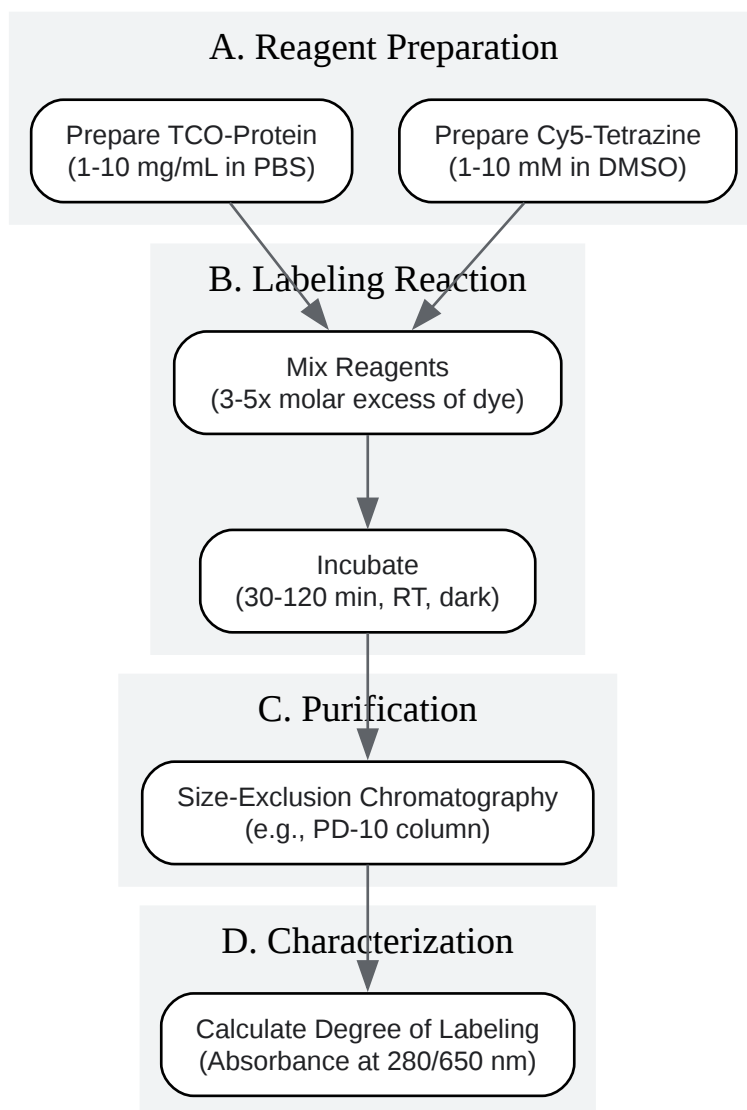 A. Reagent Preparation
Prepare TCO-Protein
(1-10 mg/mL in PBS)
Prepare Cy5-Tetrazine
(1-10 mM in DMSO)
B. Labeling Reaction
Mix Reagents
(3-5x molar excess of dye)
Incubate
(30-120 min, RT, dark)
C. Purification
Size-Exclusion Chromatography
(e.g., PD-10 column)
D. Characterization
Calculate Degree of Labeling
(Absorbance at 280/650 nm)